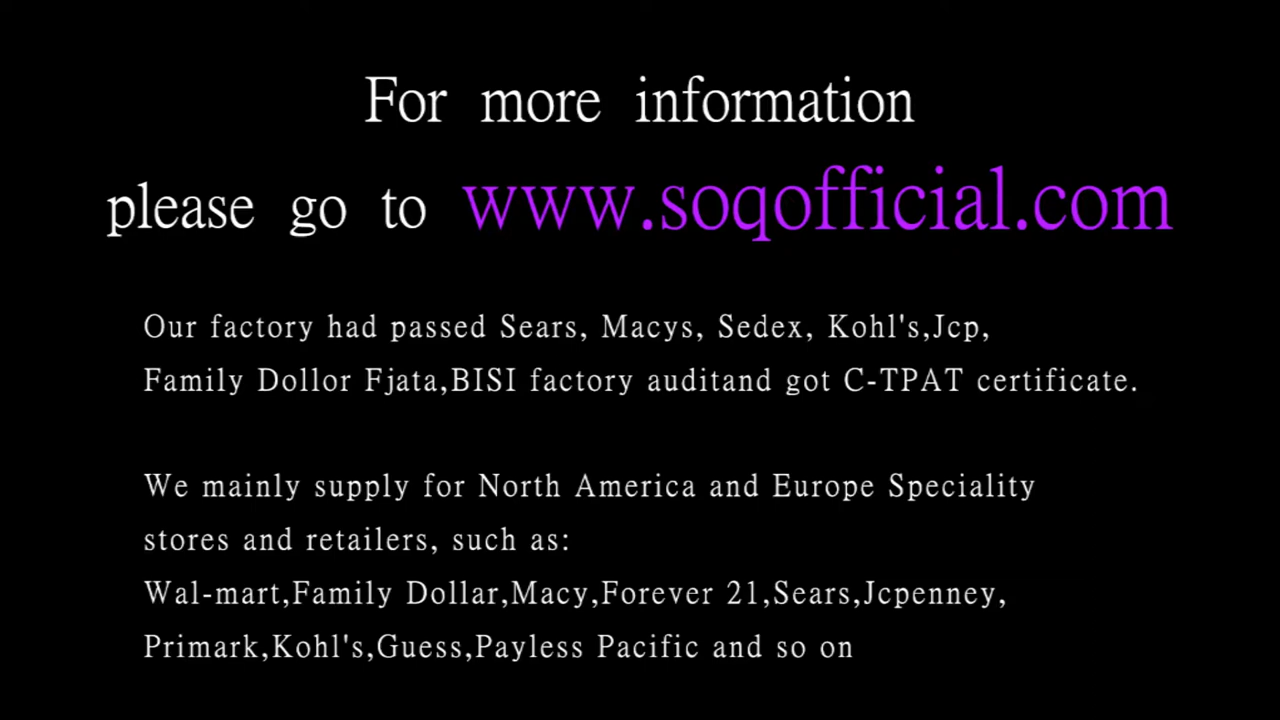 For more information
please go to www.soqofficial.com
Our factory had passed Sears, Macys, Sedex, Kohl's,Jcp,
Family Dollor Fjata,BISI factory auditand got C-TPAT certificate.
We mainly supply for North America and Europe Speciality
stores and retailers, such as:
Wal-mart,Family Dollar,Macy,Forever 21,Sears,Jcpenney,
Primark,Kohl's,Guess,Payless Pacific and so on